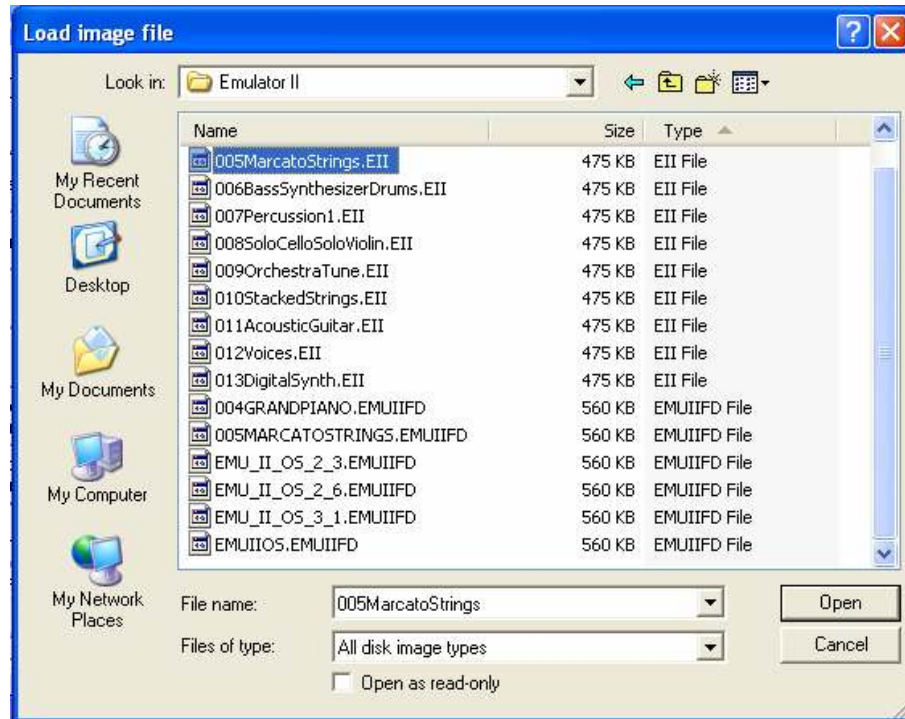 Load image file
Look in: Emulator II
Name Size Type
005MarcatoStrings.EII 475 KB EII File
006BassSynthesizerDrums.EII 475 KB EII File
007Percussion1.EII 475 KB EII File
008SoloCelloSoloViolin.EII 475 KB EII File
009OrchestraTune.EII 475 KB EII File
010StackedStrings.EII 475 KB EII File
011AcousticGuitar.EII 475 KB EII File
012Voices.EII 475 KB EII File
013DigitalSynth.EII 475 KB EII File
004GRANDPIANO.EMUIIFD 560 KB EMUIIFD File
005MARCATOSTRINGS.EMUIIFD 560 KB EMUIIFD File
EMU_II_OS_2_3.EMUIIFD 560 KB EMUIIFD File
EMU_II_OS_2_6.EMUIIFD 560 KB EMUIIFD File
EMU_II_OS_3_1.EMUIIFD 560 KB EMUIIFD File
EMUIIOS.EMUIIFD 560 KB EMUIIFD File
My Recent
Documents
Desktop
My Documents
My Computer
My Network
Places
File name: 005MarcatoStrings Open
Files of type: All disk image types Cancel
Open as read-only